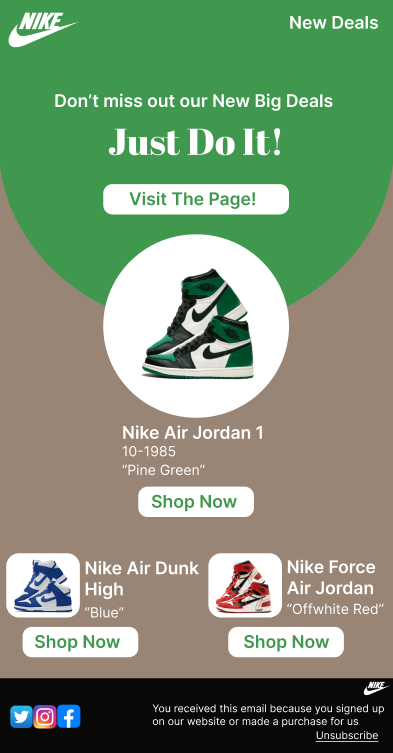 NIKE
New Deals
Don't miss out our New Big Deals
Just Do It!
Visit The Page!
Nike Air Jordan 1
10-1985
“Pine Green”
Shop Now
Nike Air Dunk
High
“Blue”
Shop Now
Nike Force
Air Jordan
“Offwhite Red”
Shop Now
NIKE
You received this email because you signed up
on our website or made a purchase for us
Unsubscribe